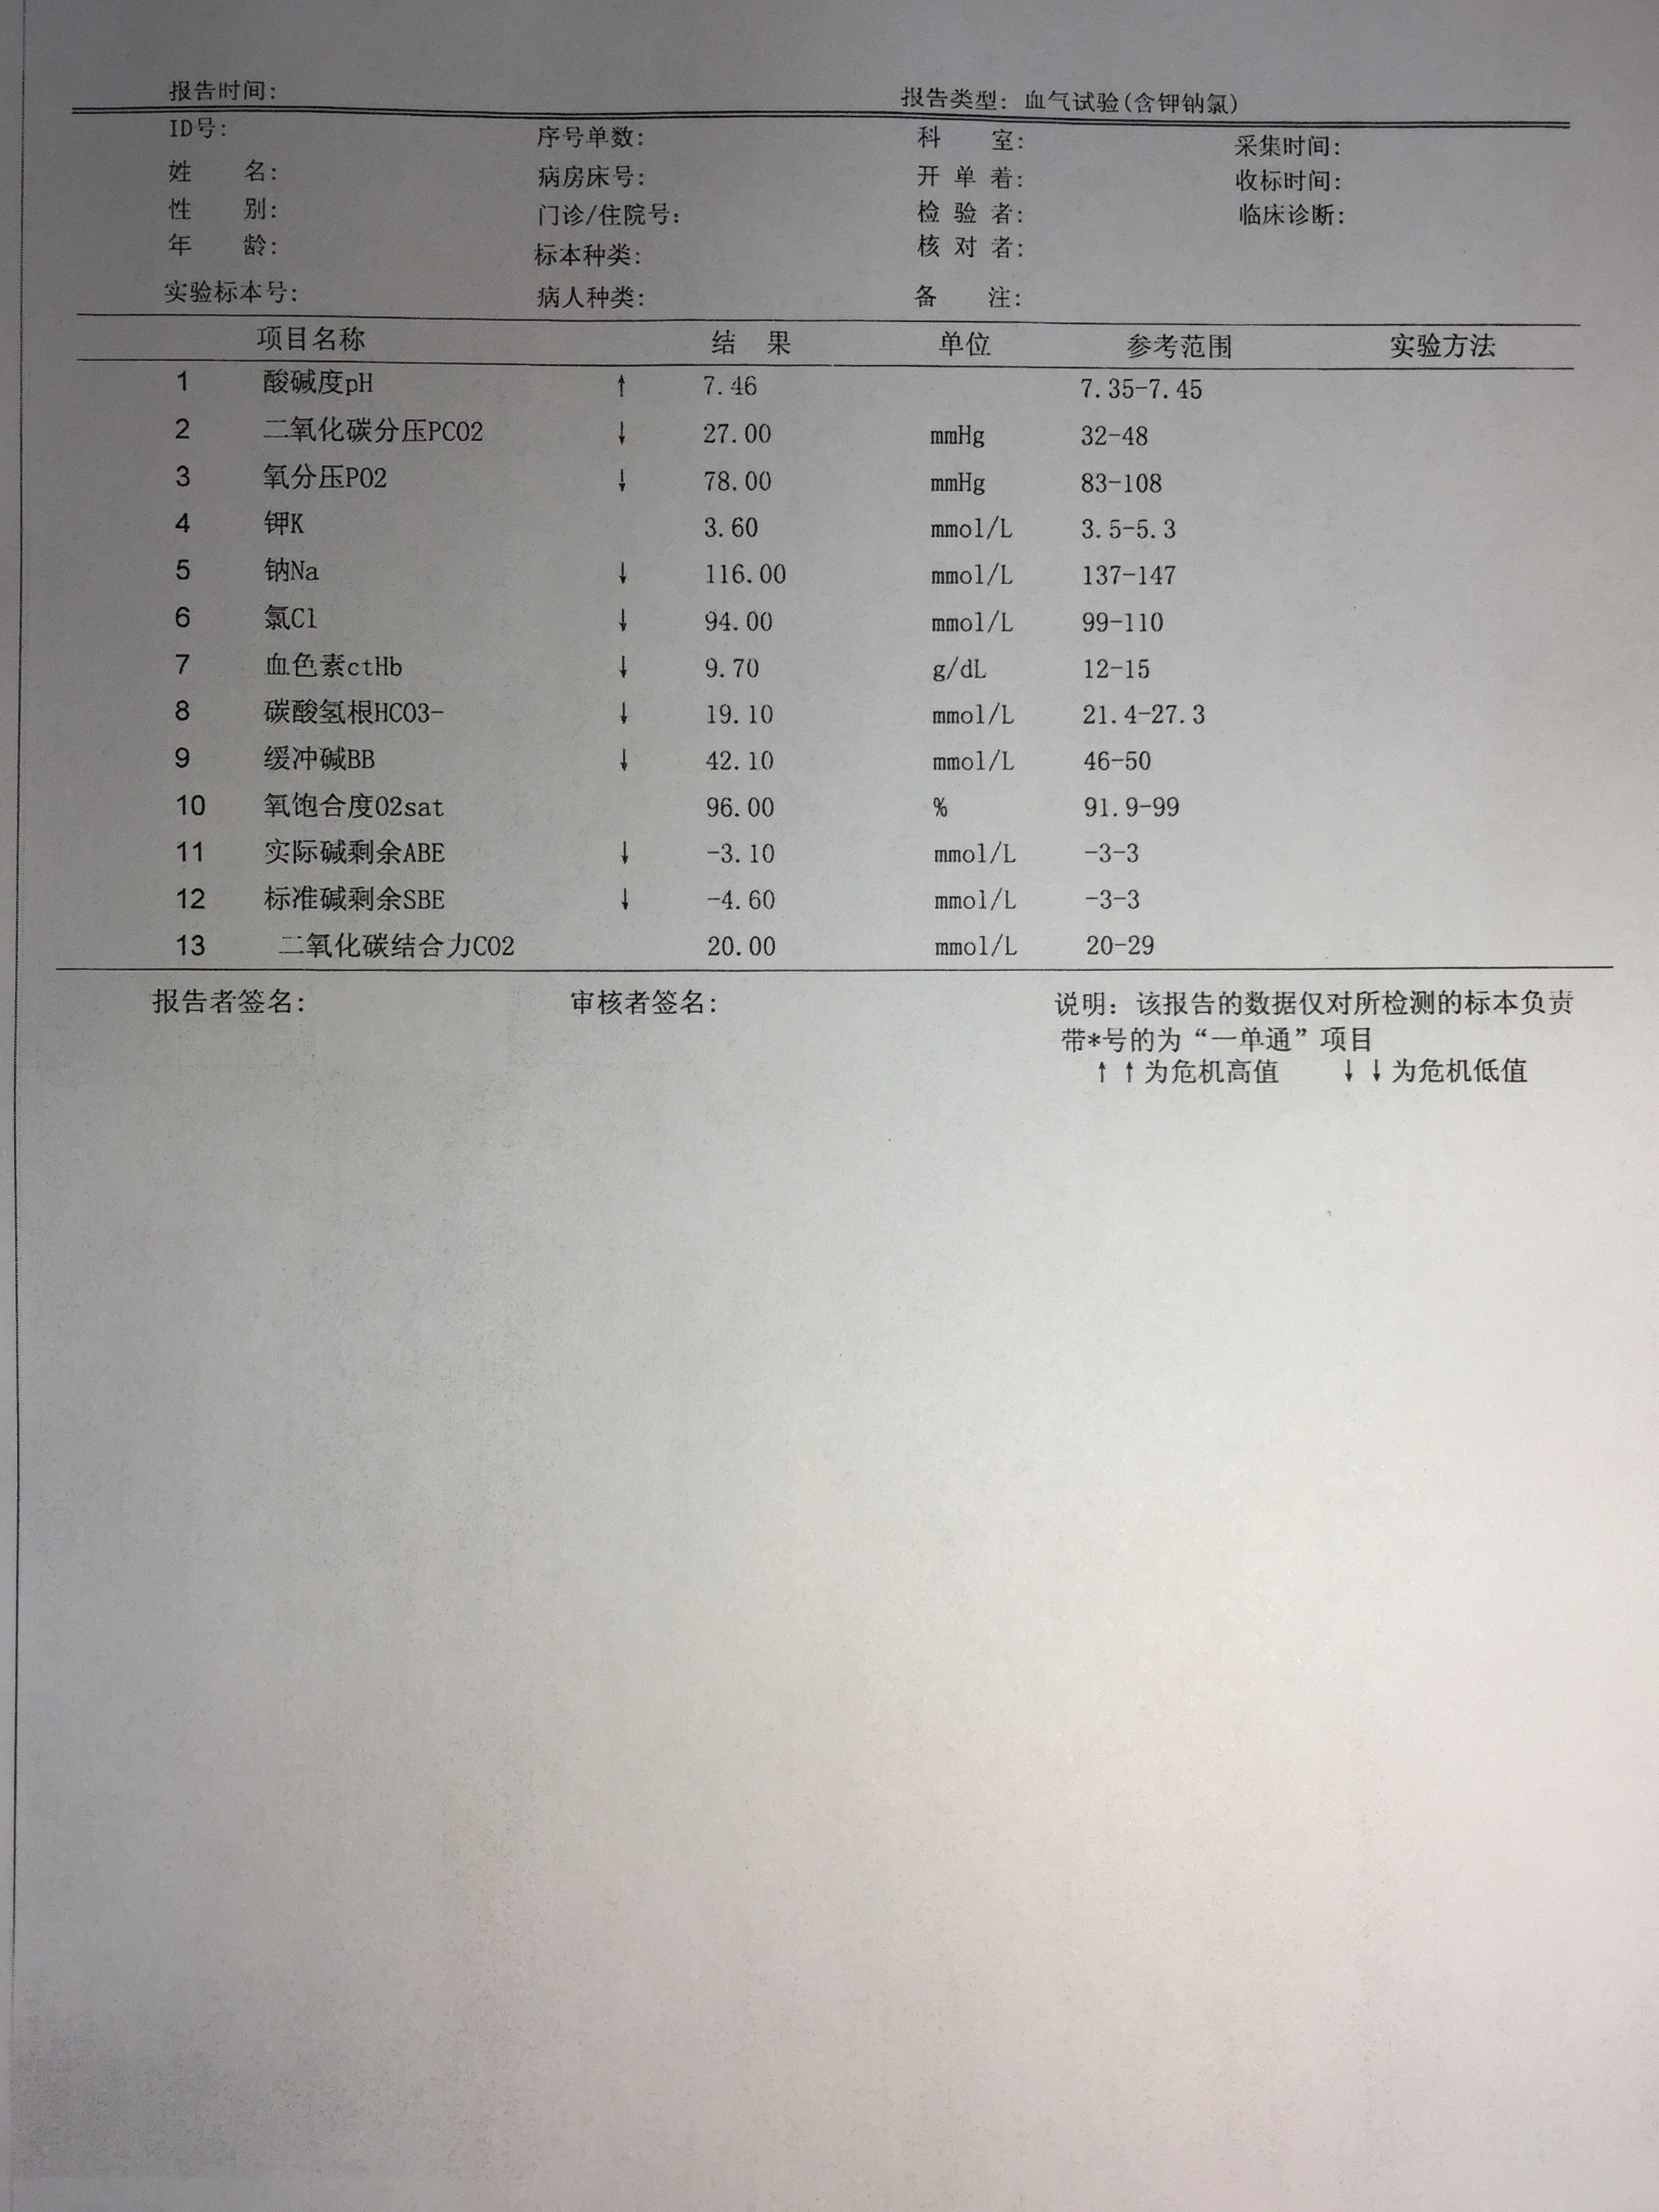 报告时间: 报告类型: 血气试验(含钾钠氯)
ID号: 序号单数: 科 室: 采集时间:
姓 名: 病房床号: 开 单 着: 收标时间:
性 别: 门诊/住院号: 检 验 者: 临床诊断:
年 龄: 标本种类: 核 对 者:
实验标本号: 病人种类: 备 注:
项目名称 结 果 单位 参考范围 实验方法
1 酸碱度pH ↑ 7.46 7.35-7.45
2 二氧化碳分压PCO2 ↓ 27.00 mmHg 32-48
3 氧分压PO2 ↓ 78.00 mmHg 83-108
4 钾K 3.60 mmol/L 3.5-5.3
5 钠Na ↓ 116.00 mmol/L 137-147
6 氯Cl ↓ 94.00 mmol/L 99-110
7 血色素ctHb ↓ 9.70 g/dL 12-15
8 碳酸氢根HCO3- ↓ 19.10 mmol/L 21.4-27.3
9 缓冲碱BB ↓ 42.10 mmol/L 46-50
10 氧饱合度O2sat 96.00 % 91.9-99
11 实际碱剩余ABE ↓ -3.10 mmol/L -3-3
12 标准碱剩余SBE ↓ -4.60 mmol/L -3-3
13 二氧化碳结合力CO2 20.00 mmol/L 20-29
报告者签名: 审核者签名: 说明: 该报告的数据仅对所检测的标本负责
带*号的为“一单通”项目
↑↑为危机高值 ↓↓为危机低值